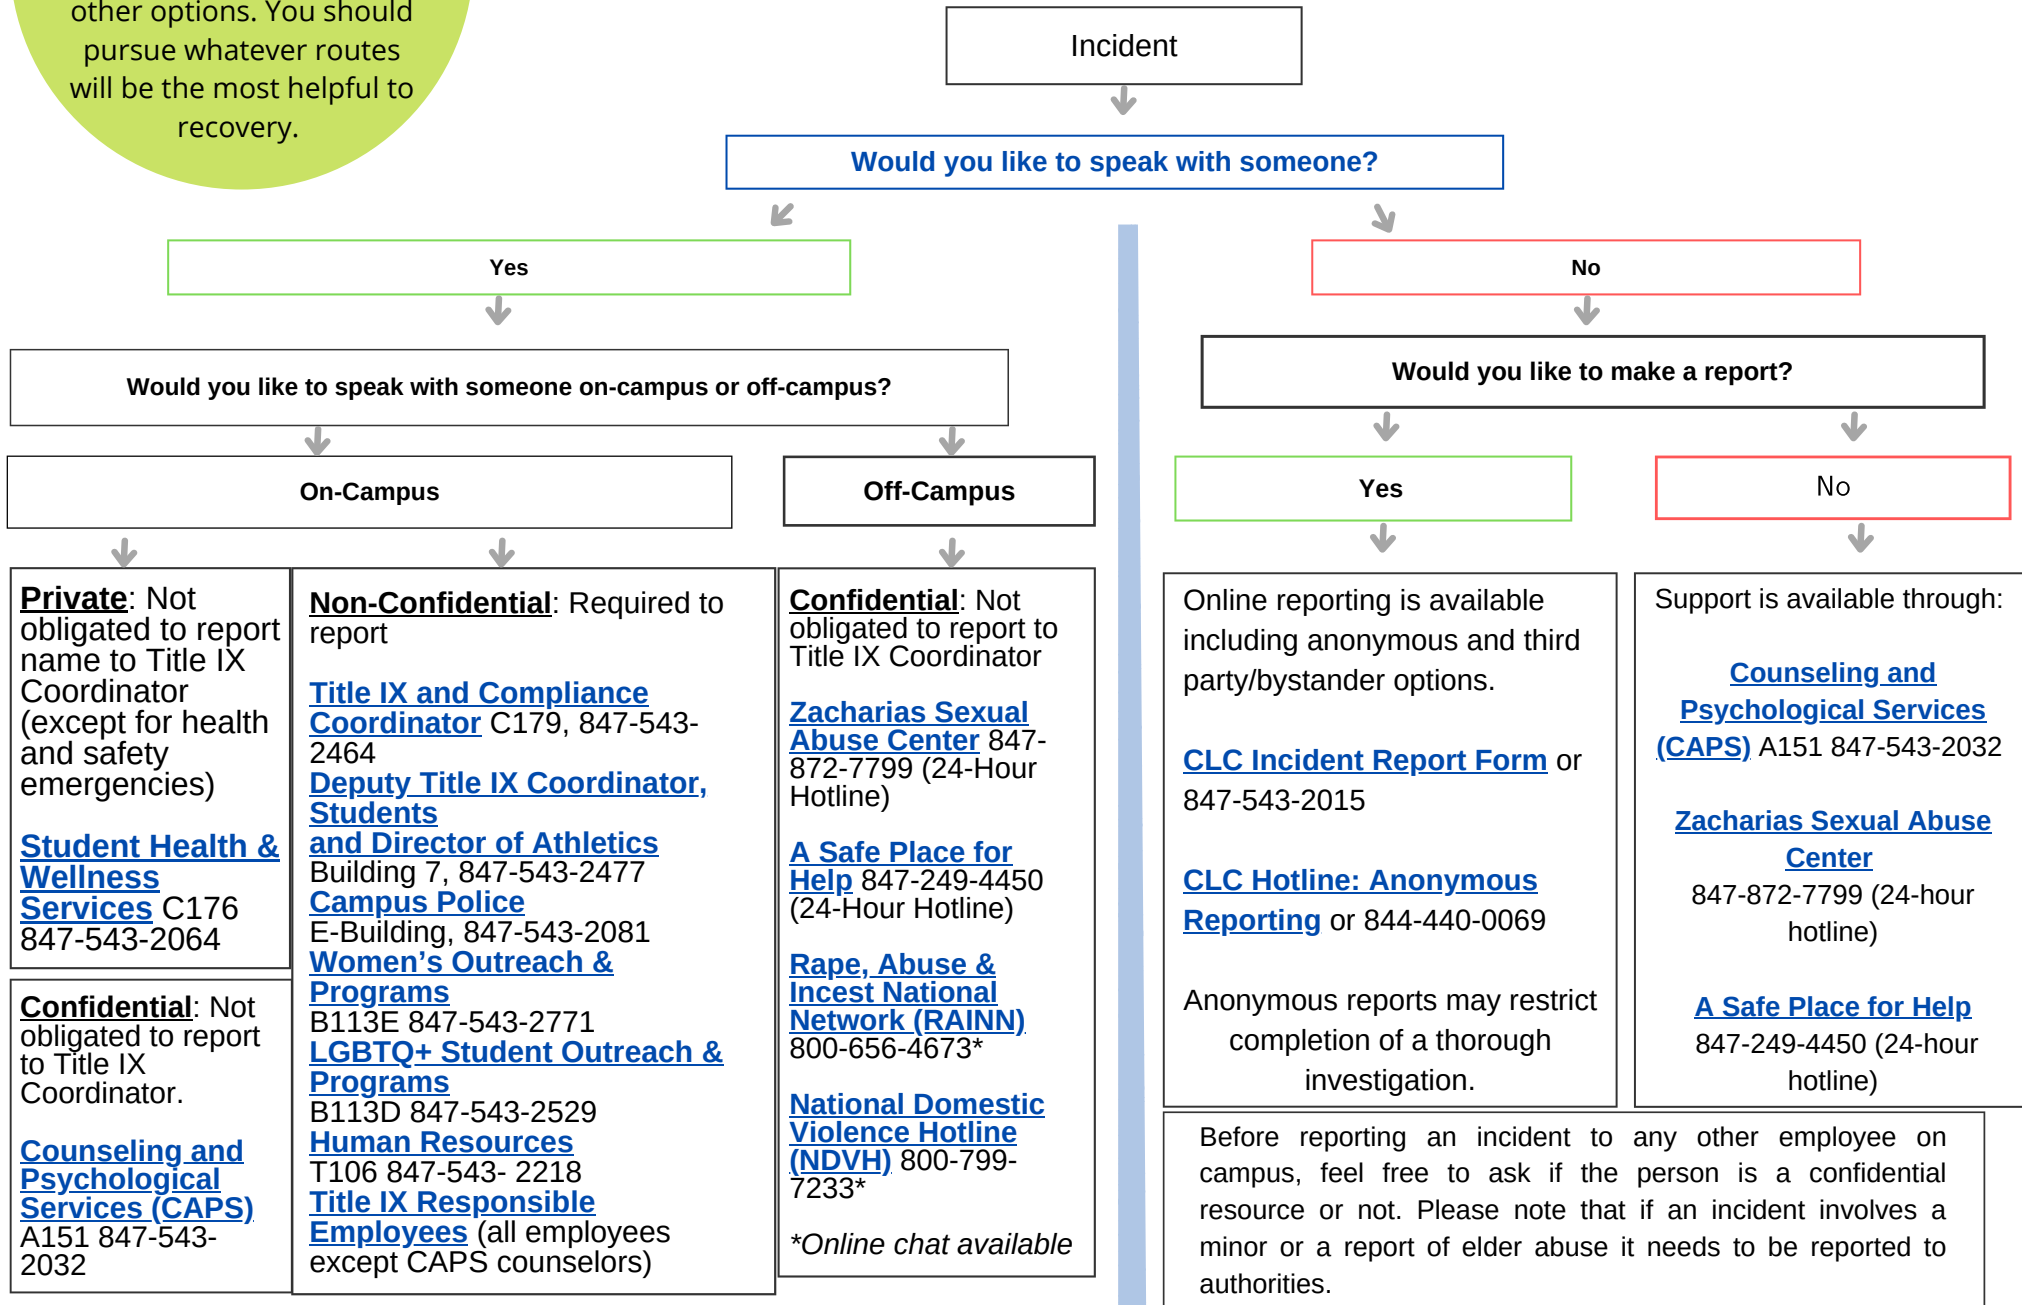 other options. You should
pursue whatever routes
will be the most helpful to
recovery.
Incident
Would you like to speak with someone?
Yes
No
Would you like to speak with someone on-campus or off-campus?
Would you like to make a report?
On-Campus
Off-Campus
Yes
No
Private: Not
obligated to report
name to Title IX
Coordinator
(except for health
and safety
emergencies)
Student Health &
Wellness
Services C176
847-543-2064
Confidential: Not
obligated to report
to Title IX
Coordinator.
Counseling and
Psychological
Services (CAPS)
A151 847-543-
2032
Non-Confidential: Required to
report
Title IX and Compliance
Coordinator C179, 847-543-
2464
Deputy Title IX Coordinator,
Students
and Director of Athletics
Building 7, 847-543-2477
Campus Police
E-Building, 847-543-2081
Women’s Outreach &
Programs
B113E 847-543-2771
LGBTQ+ Student Outreach &
Programs
B113D 847-543-2529
Human Resources
T106 847-543- 2218
Title IX Responsible
Employees (all employees
except CAPS counselors)
Confidential: Not
obligated to report to
Title IX Coordinator
Zacharias Sexual
Abuse Center 847-
872-7799 (24-Hour
Hotline)
A Safe Place for
Help 847-249-4450
(24-Hour Hotline)
Rape, Abuse &
Incest National
Network (RAINN)
800-656-4673*
National Domestic
Violence Hotline
(NDVH) 800-799-
7233*
*Online chat available
Online reporting is available
including anonymous and third
party/bystander options.
CLC Incident Report Form or
847-543-2015
CLC Hotline: Anonymous
Reporting or 844-440-0069
Anonymous reports may restrict
completion of a thorough
investigation.
Support is available through:
Counseling and
Psychological Services
(CAPS) A151 847-543-2032
Zacharias Sexual Abuse
Center
847-872-7799 (24-hour
hotline)
A Safe Place for Help
847-249-4450 (24-hour
hotline)
Before reporting an incident to any other employee on
campus, feel free to ask if the person is a confidential
resource or not. Please note that if an incident involves a
minor or a report of elder abuse it needs to be reported to
authorities.